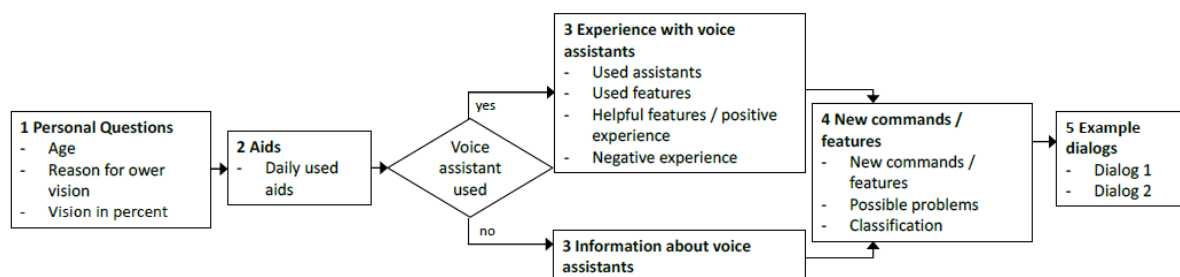 1 Personal Questions
- Age
- Reason for ower
vision
- Vision in percent
2 Aids
- Daily used
aids
Voice
assistant
used
yes
no
3 Experience with voice
assistants
- Used assistants
- Used features
- Helpful features / positive
experience
- Negative experience
3 Information about voice
assistants
4 New commands /
features
- New commands /
features
- Possible problems
- Classification
5 Example
dialogs
- Dialog 1
- Dialog 2